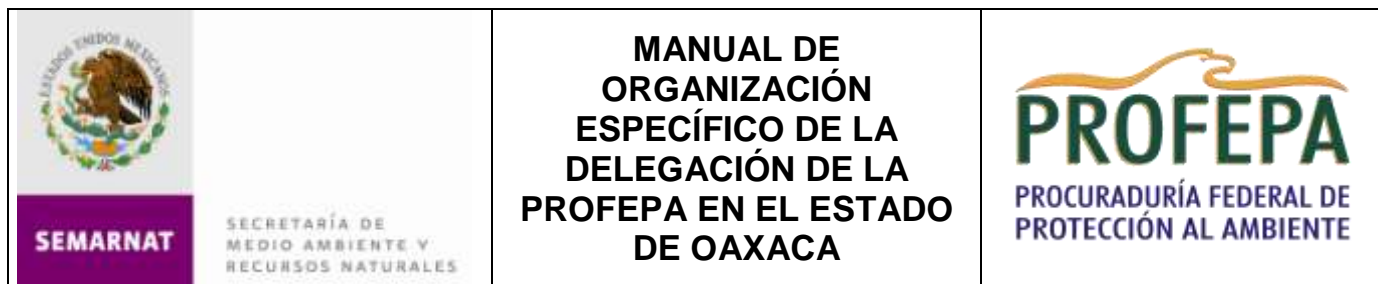 ESTADOS UNIDOS MEXICANOS
SEMARNAT
SECRETARÍA DE
MEDIO AMBIENTE Y
RECURSOS NATURALES
MANUAL DE
ORGANIZACIÓN
ESPECÍFICO DE LA
DELEGACIÓN DE LA
PROFEPA EN EL ESTADO
DE OAXACA
PROFEPA
PROCURADURÍA FEDERAL DE
PROTECCIÓN AL AMBIENTE